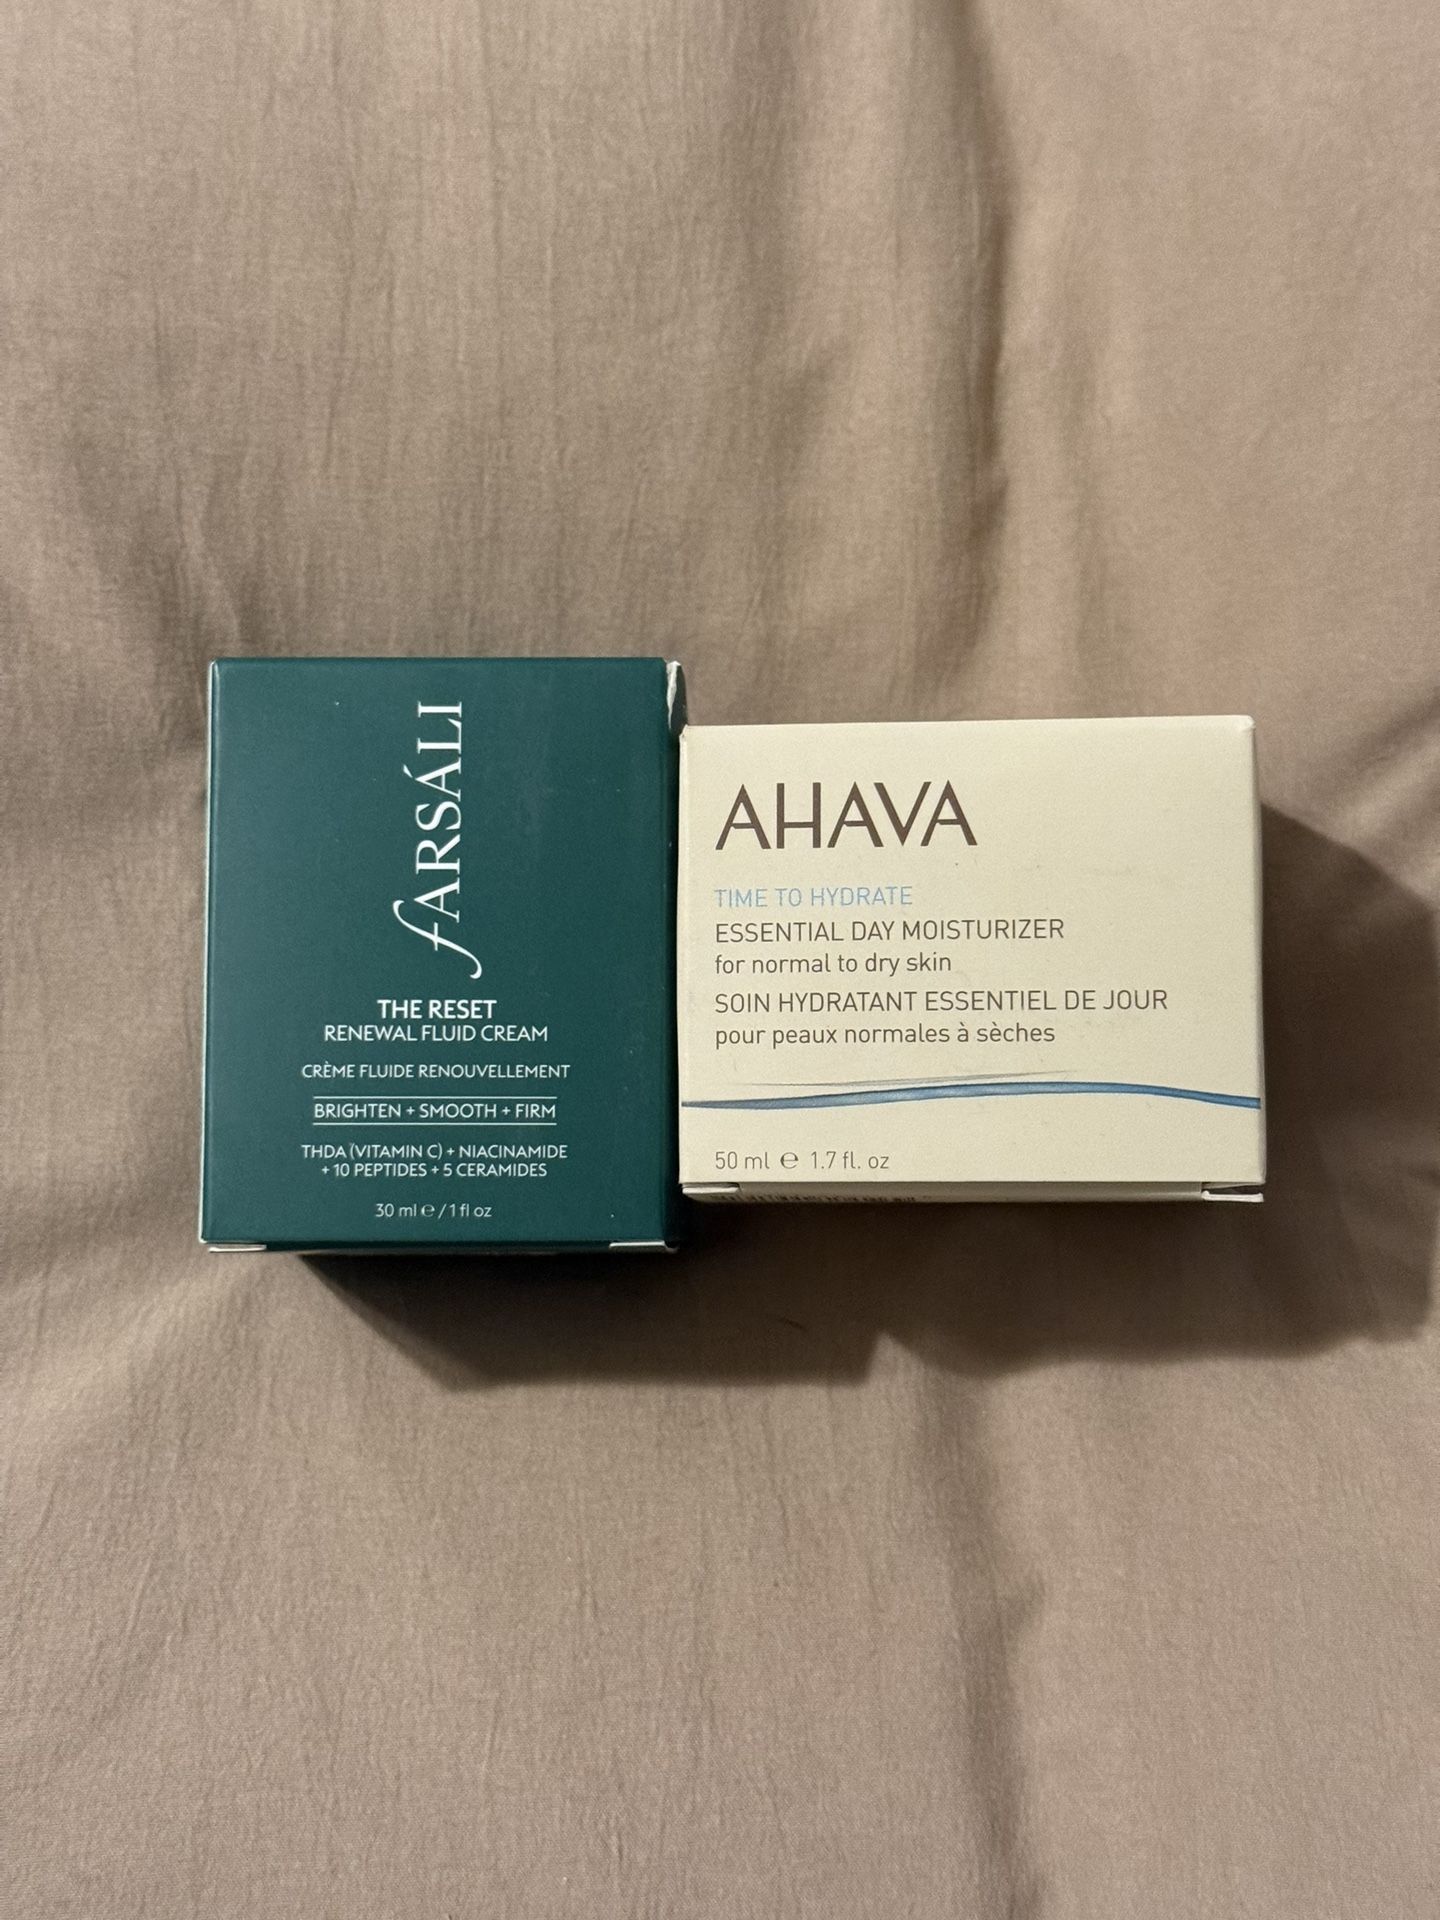 fARSÁLI
THE RESET
RENEWAL FLUID CREAM
CRÈME FLUIDE RENOUVELLEMENT
BRIGHTEN + SMOOTH + FIRM
THDA (VITAMIN C) + NIACINAMIDE
+ 10 PEPTIDES + 5 CERAMIDES
30 ml e / 1 fl oz
AHAVA
TIME TO HYDRATE
ESSENTIAL DAY MOISTURIZER
for normal to dry skin
SOIN HYDRATANT ESSENTIEL DE JOUR
pour peaux normales à sèches
50 ml e 1.7 fl. oz